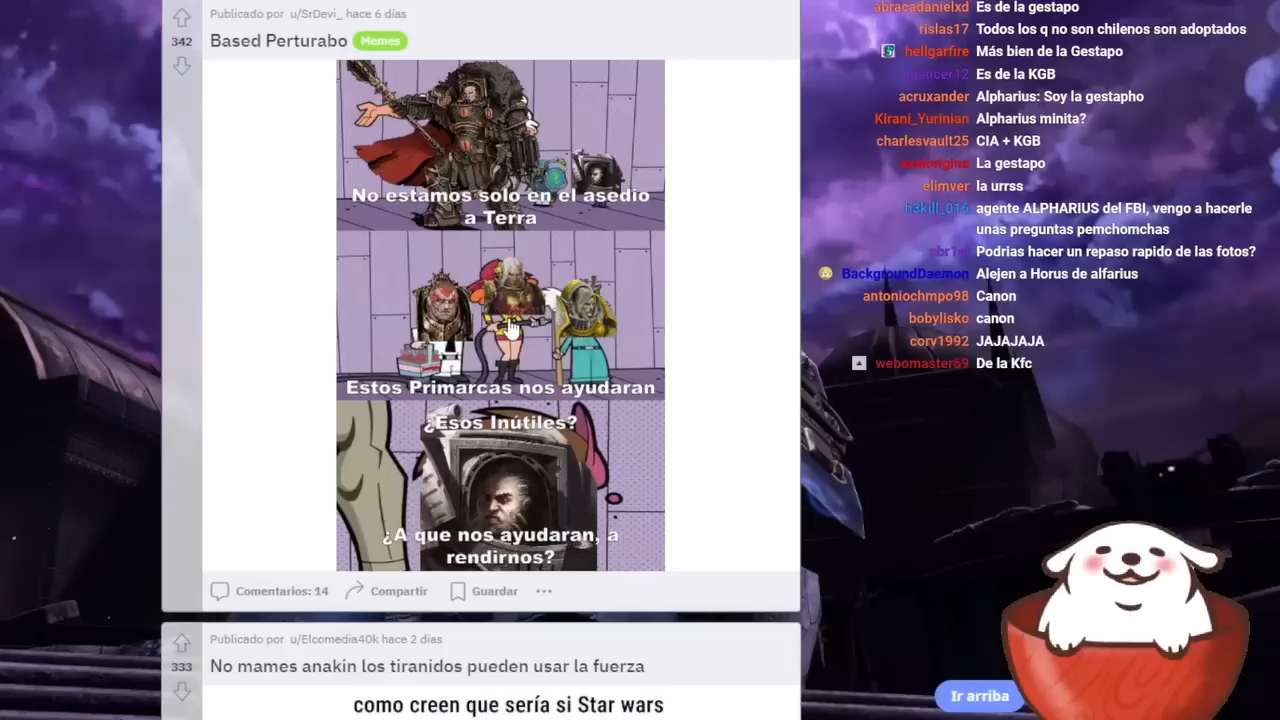 Publicado por u/SrDevi_ hace 6 días
342
Based Perturabo Memes
No estamos solo en el asedio
a Terra
Estos Primarcas nos ayudaran
¿Esos Inútiles?
¿A que nos ayudaran, a
rendirnos?
Comentarios: 14 Compartir Guardar
Publicado por u/Elcomedia40k hace 2 días
333
No mames anakin los tiranidos pueden usar la fuerza
como creen que sería si Star wars
abracadanielxd Es de la gestapo
rislas17 Todos los q no son chilenos son adoptados
hellgarfire Más bien de la Gestapo
Es de la KGB
acruxander Alpharius: Soy la gestapho
Kirani_Yurinian Alpharius minita?
charlesvault25 CIA + KGB
La gestapo
elimver la urrss
h3kill_016 agente ALPHARIUS del FBI, vengo a hacerle
unas preguntas pemchomchas
Podrias hacer un repaso rapido de las fotos?
BackgroundDaemon Alejen a Horus de alfarius
antoniochmpo98 Canon
bobylisko canon
corv1992 JAJAJAJA
webomaster69 De la Kfc
Ir arriba